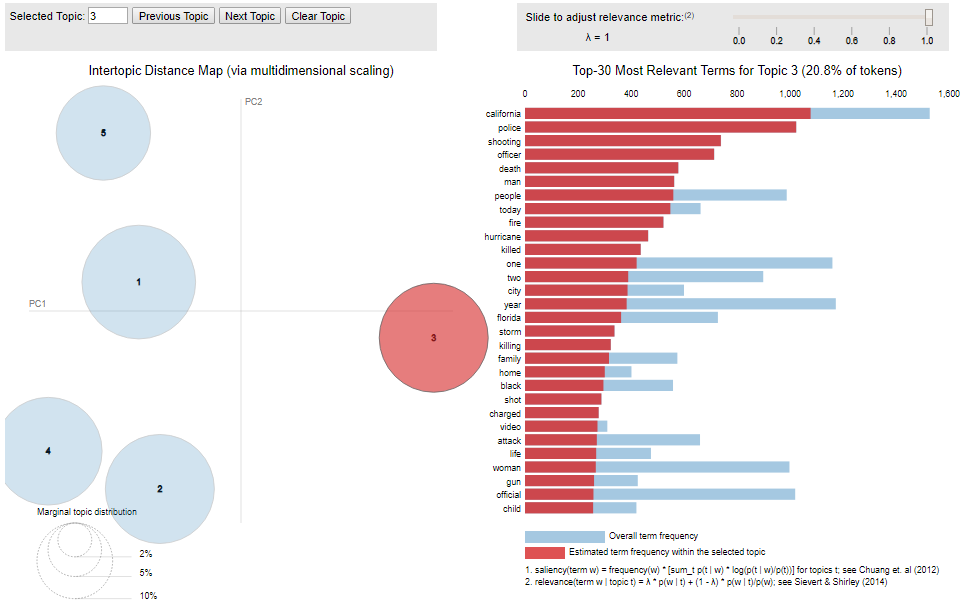 Selected Topic: 3 Previous Topic Next Topic Clear Topic
Slide to adjust relevance metric:(2)
λ = 1
0.0 0.2 0.4 0.6 0.8 1.0
Intertopic Distance Map (via multidimensional scaling)
PC2
PC1
5
1
3
4
2
Marginal topic distribution
2%
5%
10%
Top-30 Most Relevant Terms for Topic 3 (20.8% of tokens)
0 200 400 600 800 1,000 1,200 1,400 1,600
california
police
shooting
officer
death
man
people
today
fire
hurricane
killed
one
two
city
year
florida
storm
killing
family
home
black
shot
charged
video
attack
life
woman
gun
official
child
Overall term frequency
Estimated term frequency within the selected topic
1. saliency(term w) = frequency(w) * [sum_t p(t | w) * log(p(t | w)/p(t))] for topics t; see Chuang et. al (2012)
2. relevance(term w | topic t) = λ * p(w | t) + (1 - λ) * p(w | t)/p(w); see Sievert & Shirley (2014)